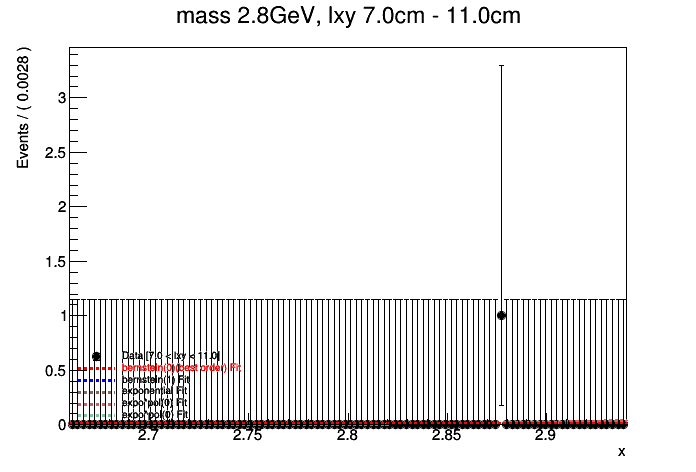 mass 2.8GeV, lxy 7.0cm - 11.0cm
Events / ( 0.0028 )
3
2.5
2
1.5
1
0.5
0
Data [7.0 < lxy < 11.0]
bernstein(0)(best order) Fit
bernstein(1) Fit
exponential Fit
expo*pol(0) Fit
expo*pol(0) Fit
2.7 2.75 2.8 2.85 2.9
x